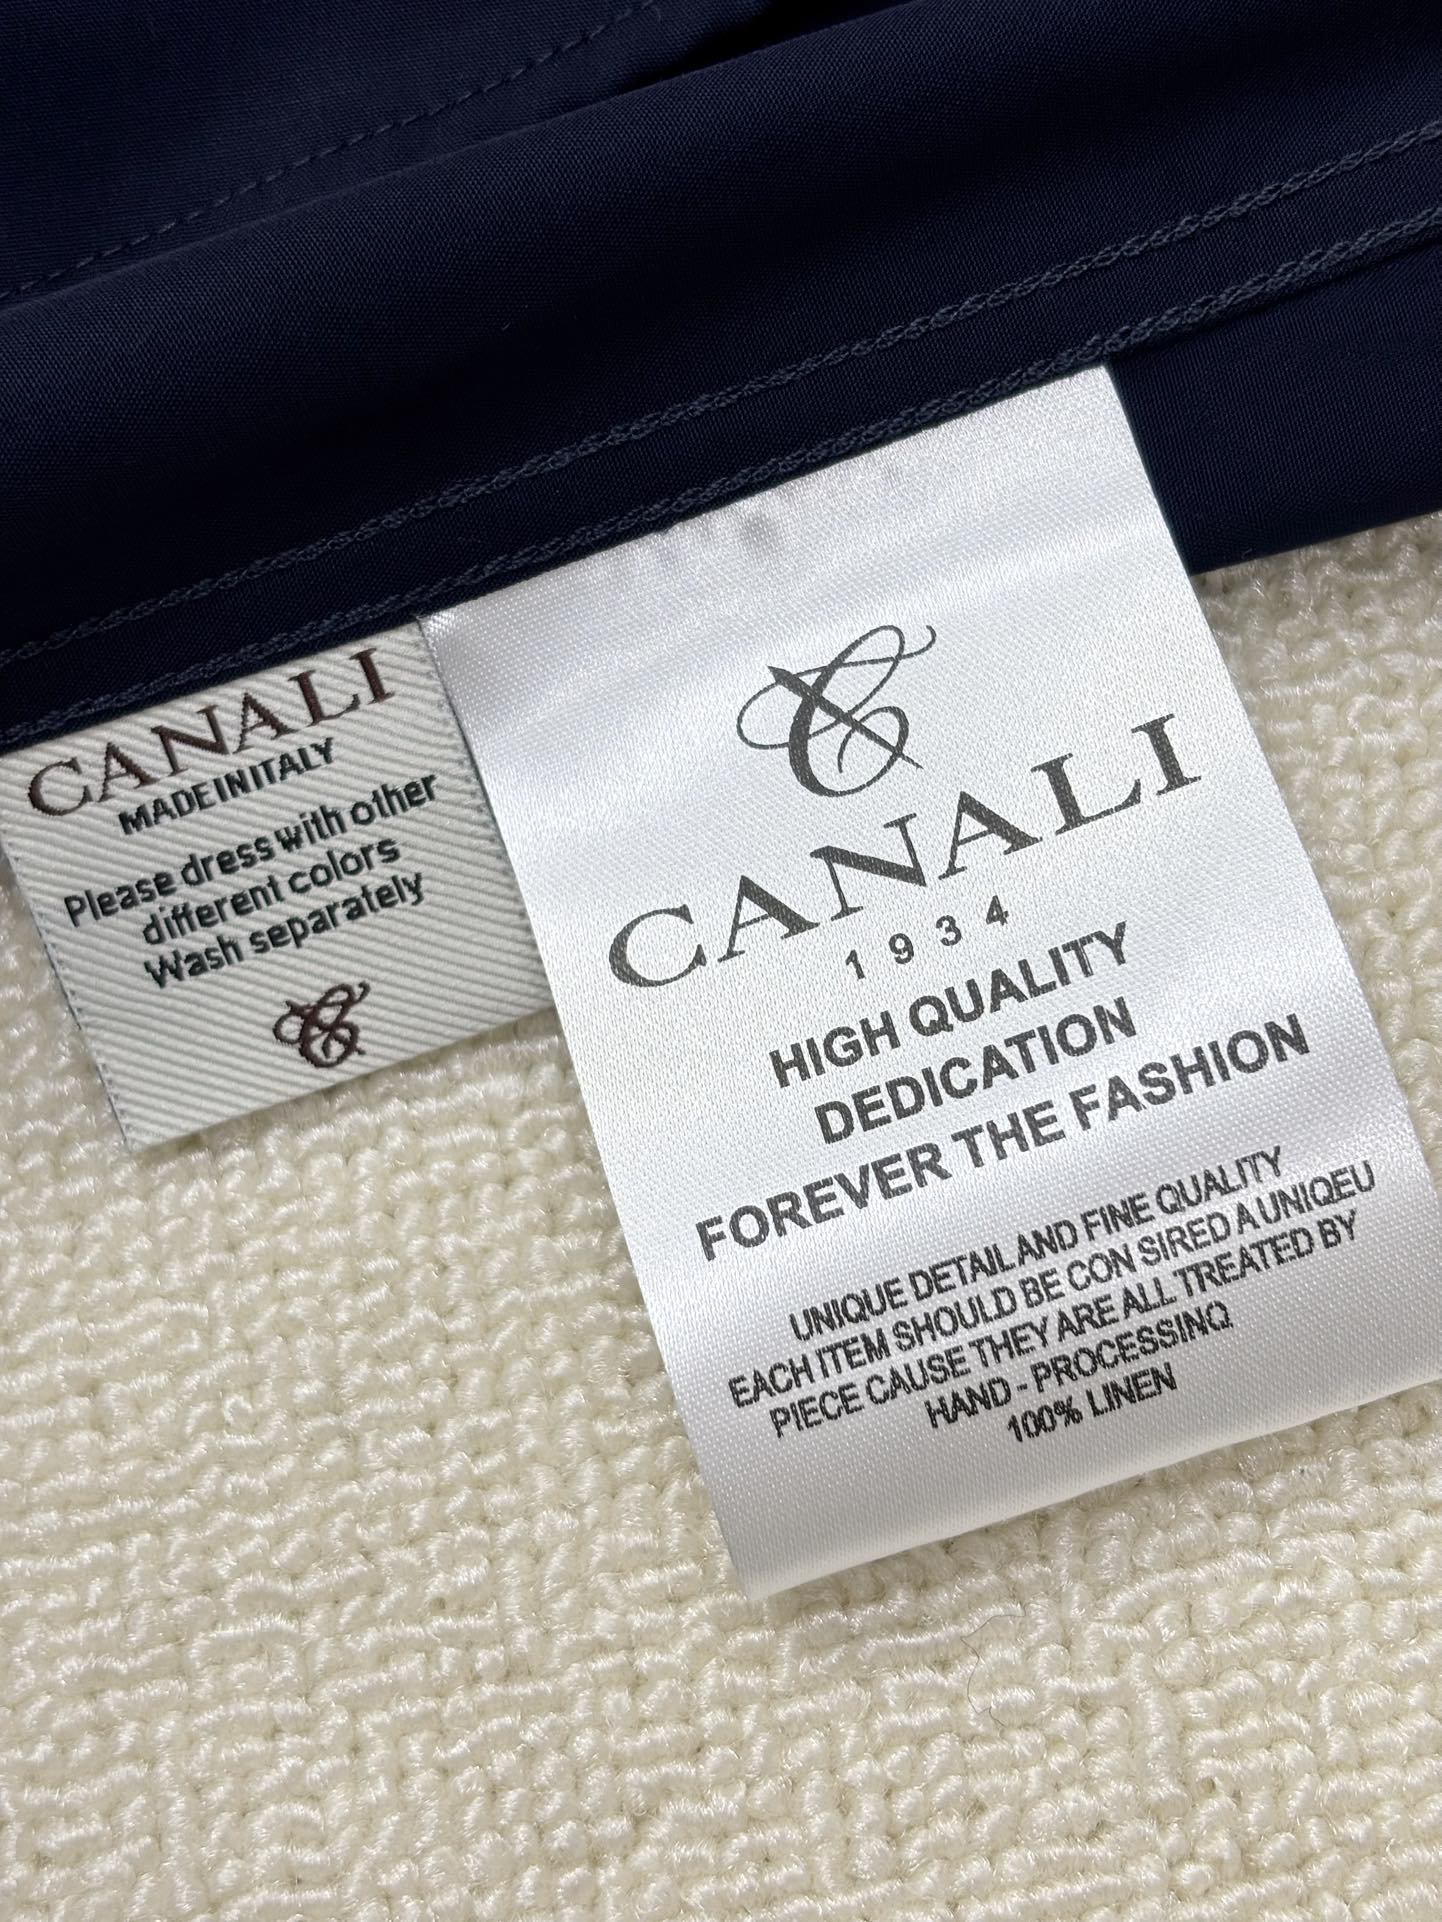 CANALI
MADE IN ITALY
Please dress with other
different colors
Wash separately
CANALI
1934
HIGH QUALITY
DEDICATION
FOREVER THE FASHION
UNIQUE DETAIL AND FINE QUALITY
EACH ITEM SHOULD BE CON SIRED A UNIQEU
PIECE CAUSE THEY ARE ALL TREATED BY
HAND - PROCESSINQ
100% LINEN